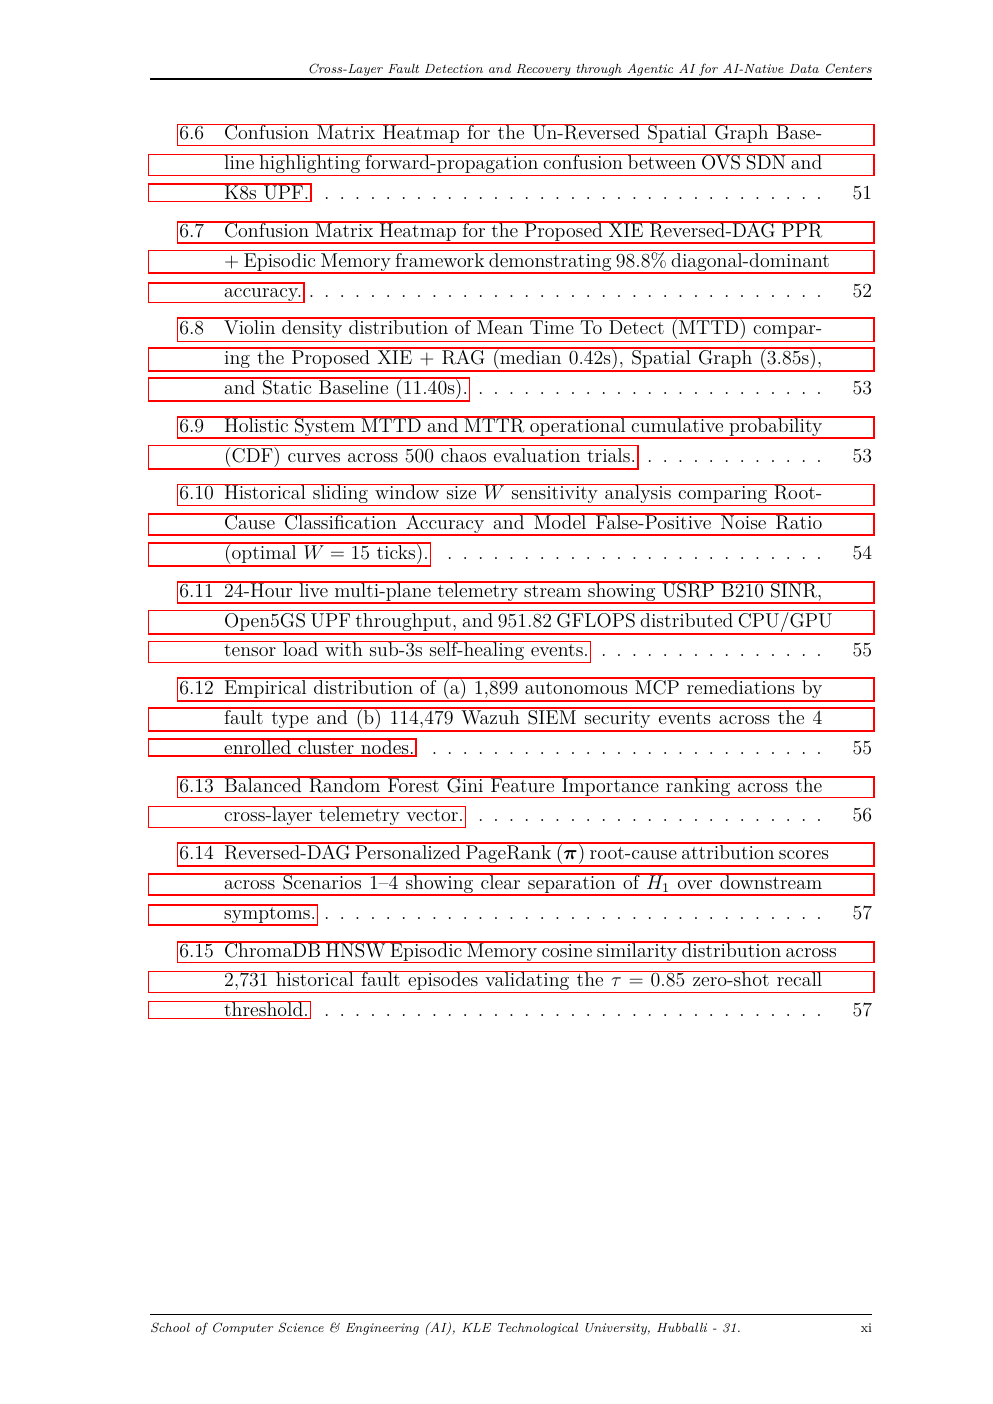 Cross-Layer Fault Detection and Recovery through Agentic AI for AI-Native Data Centers
6.6 Confusion Matrix Heatmap for the Un-Reversed Spatial Graph Base-
line highlighting forward-propagation confusion between OVS SDN and
K8s UPF. . . . . . . . . . . . . . . . . . . . . . . . . . . . . . . . . . 51
6.7 Confusion Matrix Heatmap for the Proposed XIE Reversed-DAG PPR
+ Episodic Memory framework demonstrating 98.8% diagonal-dominant
accuracy. . . . . . . . . . . . . . . . . . . . . . . . . . . . . . . . . . . 52
6.8 Violin density distribution of Mean Time To Detect (MTTD) compar-
ing the Proposed XIE + RAG (median 0.42s), Spatial Graph (3.85s),
and Static Baseline (11.40s). . . . . . . . . . . . . . . . . . . . . . . . 53
6.9 Holistic System MTTD and MTTR operational cumulative probability
(CDF) curves across 500 chaos evaluation trials. . . . . . . . . . . . . 53
6.10 Historical sliding window size W sensitivity analysis comparing Root-
Cause Classification Accuracy and Model False-Positive Noise Ratio
(optimal W = 15 ticks). . . . . . . . . . . . . . . . . . . . . . . . . . 54
6.11 24-Hour live multi-plane telemetry stream showing USRP B210 SINR,
Open5GS UPF throughput, and 951.82 GFLOPS distributed CPU/GPU
tensor load with sub-3s self-healing events. . . . . . . . . . . . . . . . 55
6.12 Empirical distribution of (a) 1,899 autonomous MCP remediations by
fault type and (b) 114,479 Wazuh SIEM security events across the 4
enrolled cluster nodes. . . . . . . . . . . . . . . . . . . . . . . . . . . 55
6.13 Balanced Random Forest Gini Feature Importance ranking across the
cross-layer telemetry vector. . . . . . . . . . . . . . . . . . . . . . . . 56
6.14 Reversed-DAG Personalized PageRank (π) root-cause attribution scores
across Scenarios 1–4 showing clear separation of H₁ over downstream
symptoms. . . . . . . . . . . . . . . . . . . . . . . . . . . . . . . . . . 57
6.15 ChromaDB HNSW Episodic Memory cosine similarity distribution across
2,731 historical fault episodes validating the τ = 0.85 zero-shot recall
threshold. . . . . . . . . . . . . . . . . . . . . . . . . . . . . . . . . . 57
School of Computer Science & Engineering (AI), KLE Technological University, Hubballi - 31. xi